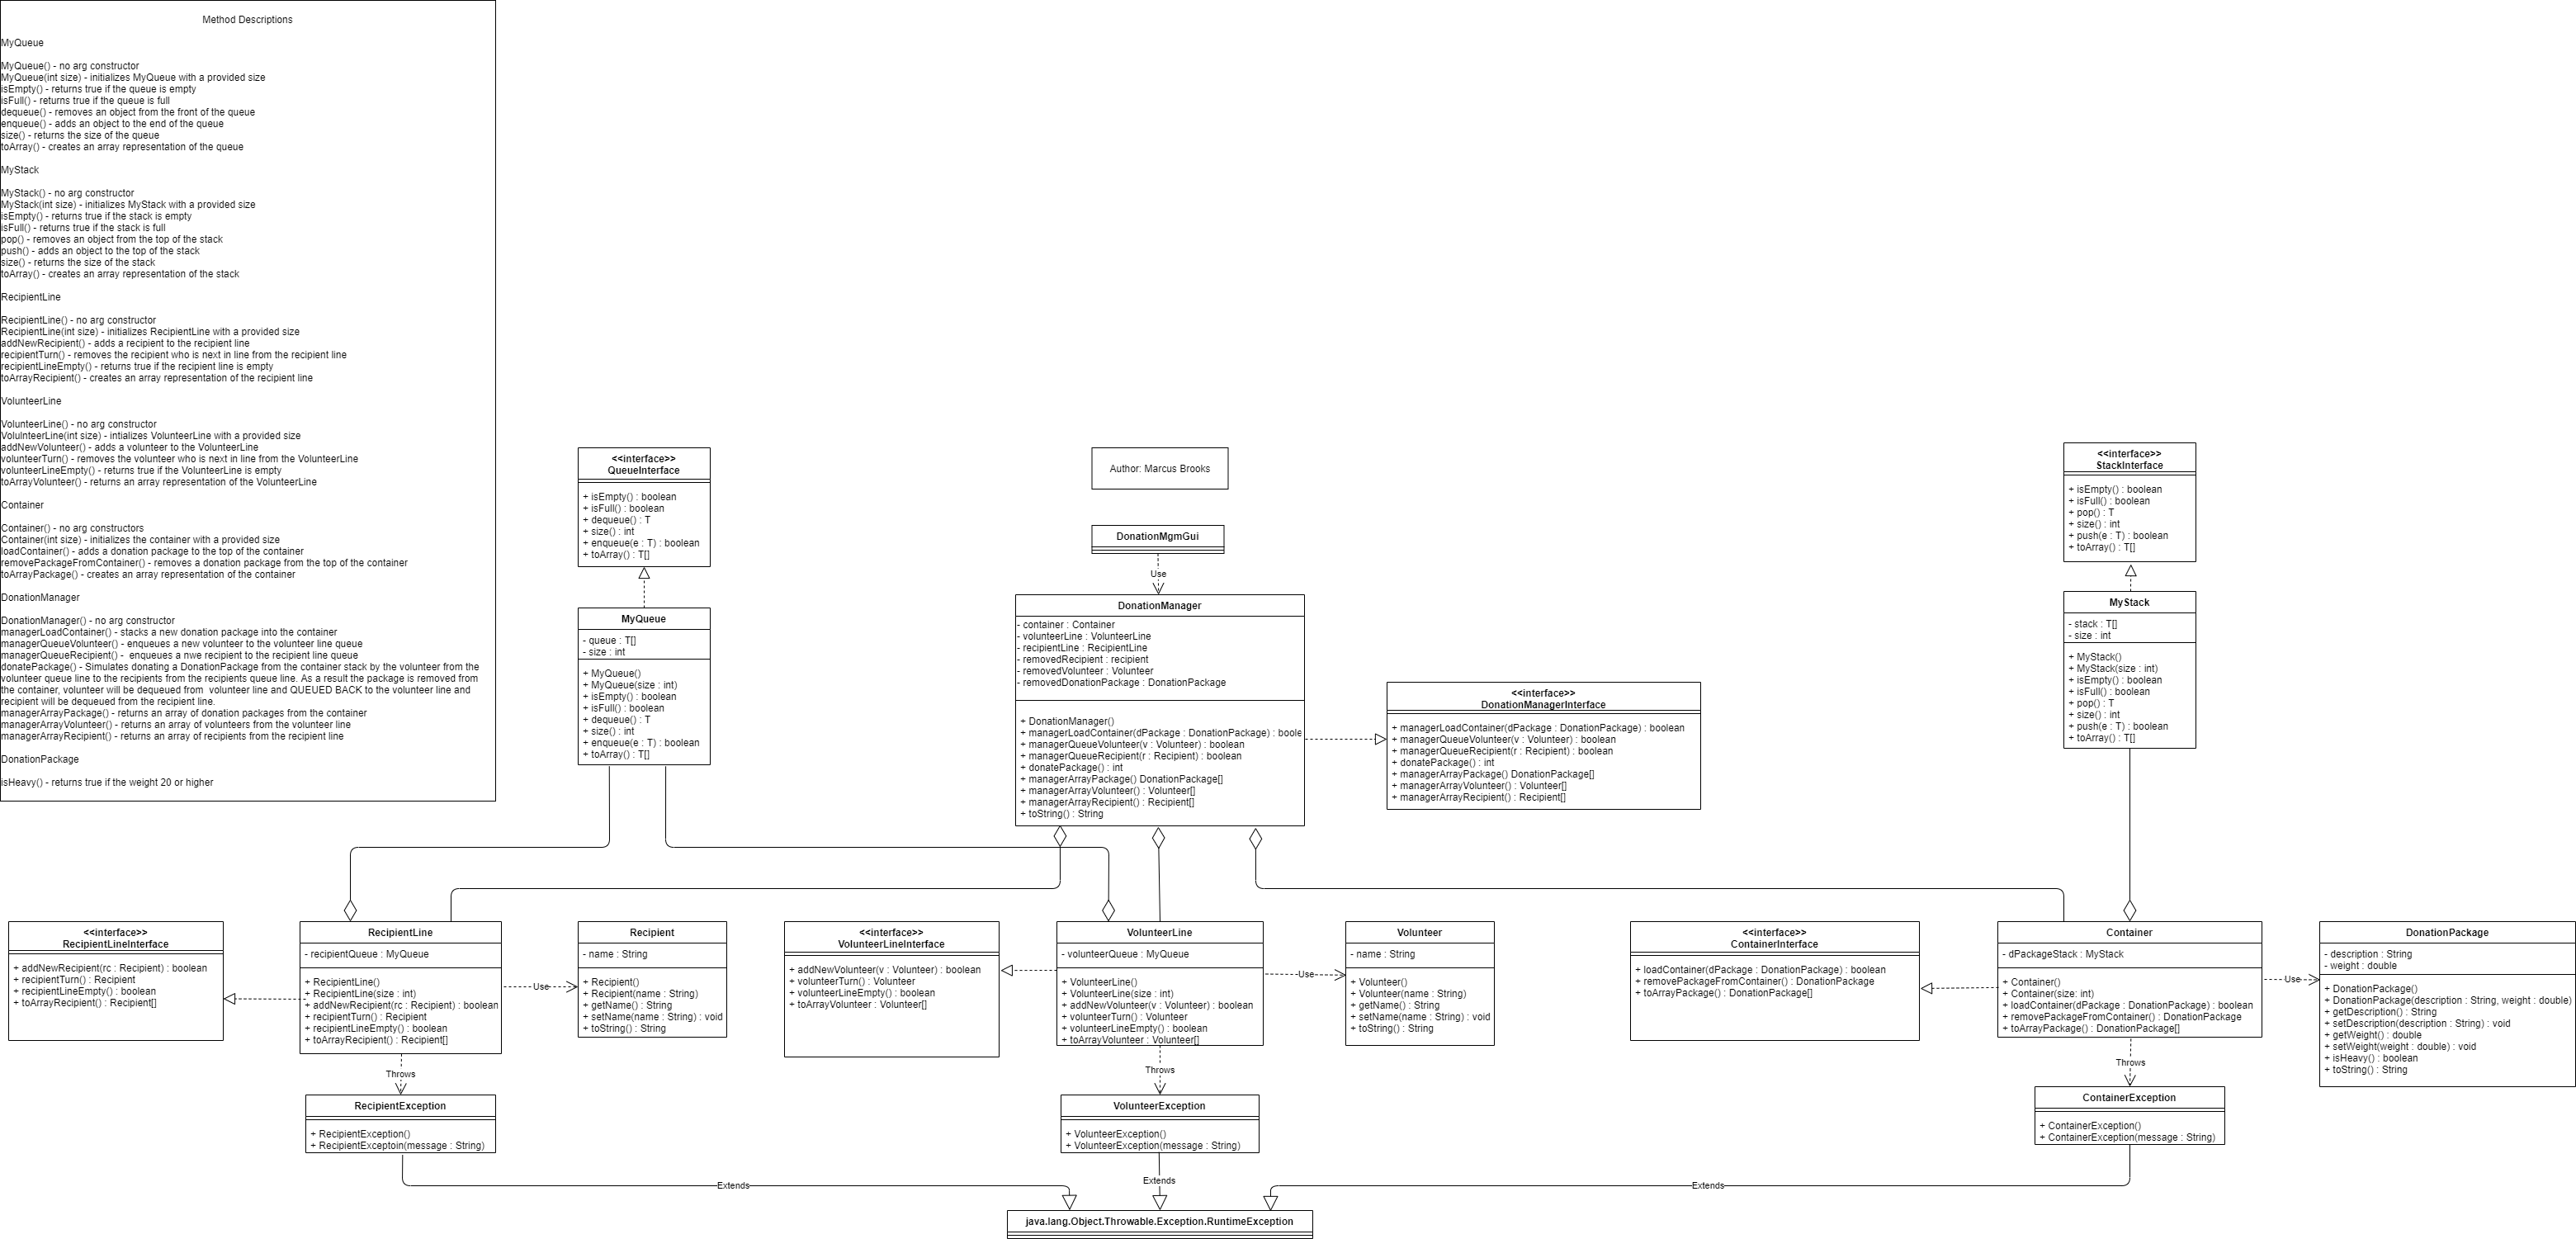 Method Descriptions
MyQueue
MyQueue() - no arg constructor
MyQueue(int size) - initializes MyQueue with a provided size
isEmpty() - returns true if the queue is empty
isFull() - returns true if the queue is full
dequeue() - removes an object from the front of the queue
enqueue() - adds an object to the end of the queue
size() - returns the size of the queue
toArray() - creates an array representation of the queue
MyStack
MyStack() - no arg constructor
MyStack(int size) - initializes MyStack with a provided size
isEmpty() - returns true if the stack is empty
isFull() - returns true if the stack is full
pop() - removes an object from the top of the stack
push() - adds an object to the top of the stack
size() - returns the size of the stack
toArray() - creates an array representation of the stack
RecipientLine
RecipientLine() - no arg constructor
RecipientLine(int size) - initializes RecipientLine with a provided size
addNewRecipient() - adds a recipient to the recipient line
recipientTurn() - removes the recipient who is next in line from the recipient line
recipientLineEmpty() - returns true if the recipient line is empty
toArrayRecipient() - creates an array representation of the recipient line
VolunteerLine
VolunteerLine() - no arg constructor
VoluInteerLine(int size) - intializes VolunteerLine with a provided size
addNewVolunteer() - adds a volunteer to the VolunteerLine
volunteerTurn() - removes the volunteer who is next in line from the VolunteerLine
volunteerLineEmpty() - returns true if the VolunteerLine is empty
toArrayVolunteer() - returns an array representation of the VolunteerLine
Container
Container() - no arg constructors
Container(int size) - initializes the container with a provided size
loadContainer() - adds a donation package to the top of the container
removePackageFromContainer() - removes a donation package from the top of the container
toArrayPackage() - creates an array representation of the container
DonationManager
DonationManager() - no arg constructor
managerLoadContainer() - stacks a new donation package into the container
managerQueueVolunteer() - enqueues a new volunteer to the volunteer line queue
managerQueueRecipient() - enqueues a nwe recipient to the recipient line queue
donatePackage() - Simulates donating a DonationPackage from the container stack by the volunteer from the
volunteer queue line to the recipients from the recipients queue line. As a result the package is removed from
the container, volunteer will be dequeued from volunteer line and QUEUED BACK to the volunteer line and
recipient will be dequeued from the recipient line.
managerArrayPackage() - returns an array of donation packages from the container
managerArrayVolunteer() - returns an array of volunteers from the volunteer line
managerArrayRecipient() - returns an array of recipients from the recipient line
DonationPackage
isHeavy() - returns true if the weight 20 or higher
<<interface>>
QueueInterface
+ isEmpty() : boolean
+ isFull() : boolean
+ dequeue() : T
+ size() : int
+ enqueue(e : T) : boolean
+ toArray() : T[]
MyQueue
- queue : T[]
- size : int
+ MyQueue()
+ MyQueue(size : int)
+ isEmpty() : boolean
+ isFull() : boolean
+ dequeue() : T
+ size() : int
+ enqueue(e : T) : boolean
+ toArray() : T[]
Author: Marcus Brooks
DonationMgmGui
Use
DonationManager
- container : Container
- volunteerLine : VolunteerLine
- recipientLine : RecipientLine
- removedRecipient : recipient
- removedVolunteer : Volunteer
- removedDonationPackage : DonationPackage
+ DonationManager()
+ managerLoadContainer(dPackage : DonationPackage) : boole
+ managerQueueVolunteer(v : Volunteer) : boolean
+ managerQueueRecipient(r : Recipient) : boolean
+ donatePackage() : int
+ managerArrayPackage() DonationPackage[]
+ managerArrayVolunteer() : Volunteer[]
+ managerArrayRecipient() : Recipient[]
+ toString() : String
<<interface>>
DonationManagerInterface
+ managerLoadContainer(dPackage : DonationPackage) : boolean
+ managerQueueVolunteer(v : Volunteer) : boolean
+ managerQueueRecipient(r : Recipient) : boolean
+ donatePackage() : int
+ managerArrayPackage() DonationPackage[]
+ managerArrayVolunteer() : Volunteer[]
+ managerArrayRecipient() : Recipient[]
<<interface>>
StackInterface
+ isEmpty() : boolean
+ isFull() : boolean
+ pop() : T
+ size() : int
+ push(e : T) : boolean
+ toArray() : T[]
MyStack
- stack : T[]
- size : int
+ MyStack()
+ MyStack(size : int)
+ isEmpty() : boolean
+ isFull() : boolean
+ pop() : T
+ size() : int
+ push(e : T) : boolean
+ toArray() : T[]
<<interface>>
RecipientLineInterface
+ addNewRecipient(rc : Recipient) : boolean
+ recipientTurn() : Recipient
+ recipientLineEmpty() : boolean
+ toArrayRecipient() : Recipient[]
RecipientLine
- recipientQueue : MyQueue
+ RecipientLine()
+ RecipientLine(size : int)
+ addNewRecipient(rc : Recipient) : boolean
+ recipientTurn() : Recipient
+ recipientLineEmpty() : boolean
+ toArrayRecipient() : Recipient[]
Use
Recipient
- name : String
+ Recipient()
+ Recipient(name : String)
+ getName() : String
+ setName(name : String) : void
+ toString() : String
<<interface>>
VolunteerLineInterface
+ addNewVolunteer(v : Volunteer) : boolean
+ volunteerTurn() : Volunteer
+ volunteerLineEmpty() : boolean
+ toArrayVolunteer : Volunteer[]
VolunteerLine
- volunteerQueue : MyQueue
+ VolunteerLine()
+ VolunteerLine(size : int)
+ addNewVolunteer(v : Volunteer) : boolean
+ volunteerTurn() : Volunteer
+ volunteerLineEmpty() : boolean
+ toArrayVolunteer : Volunteer[]
Use
Volunteer
- name : String
+ Volunteer()
+ Volunteer(name : String)
+ getName() : String
+ setName(name : String) : void
+ toString() : String
<<interface>>
ContainerInterface
+ loadContainer(dPackage : DonationPackage) : boolean
+ removePackageFromContainer() : DonationPackage
+ toArrayPackage() : DonationPackage[]
Container
- dPackageStack : MyStack
+ Container()
+ Container(size: int)
+ loadContainer(dPackage : DonationPackage) : boolean
+ removePackageFromContainer() : DonationPackage
+ toArrayPackage() : DonationPackage[]
Use
DonationPackage
- description : String
- weight : double
+ DonationPackage()
+ DonationPackage(description : String, weight : double)
+ getDescription() : String
+ setDescription(description : String) : void
+ getWeight() : double
+ setWeight(weight : double) : void
+ isHeavy() : boolean
+ toString() : String
Throws
RecipientException
+ RecipientException()
+ RecipientExceptoin(message : String)
Throws
VolunteerException
+ VolunteerException()
+ VolunteerException(message : String)
Throws
ContainerException
+ ContainerException()
+ ContainerException(message : String)
Extends
Extends
Extends
java.lang.Object.Throwable.Exception.RuntimeException